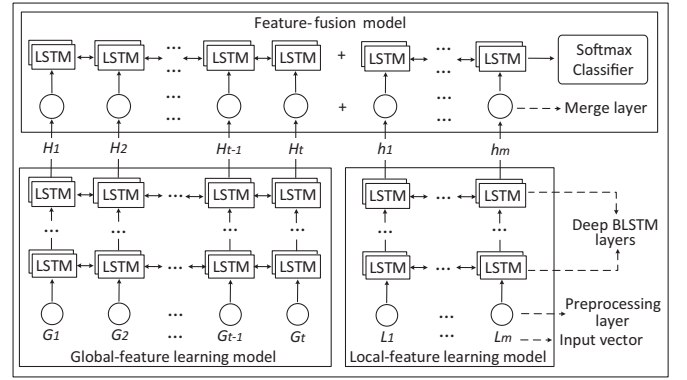 Feature-fusion model
LSTM LSTM ... LSTM LSTM + LSTM ... LSTM Softmax
... ... Classifier
... + ... Merge layer
... ...
H1 H2 Ht-1 Ht h1 hm
LSTM LSTM ... LSTM LSTM LSTM ... LSTM
... ... ... ... ... ... Deep BLSTM
layers
LSTM LSTM ... LSTM LSTM LSTM ... LSTM
... ... Preprocessing
layer
G1 G2 ... Gt-1 Gt L1 ... Lm Input vector
Global-feature learning model Local-feature learning model